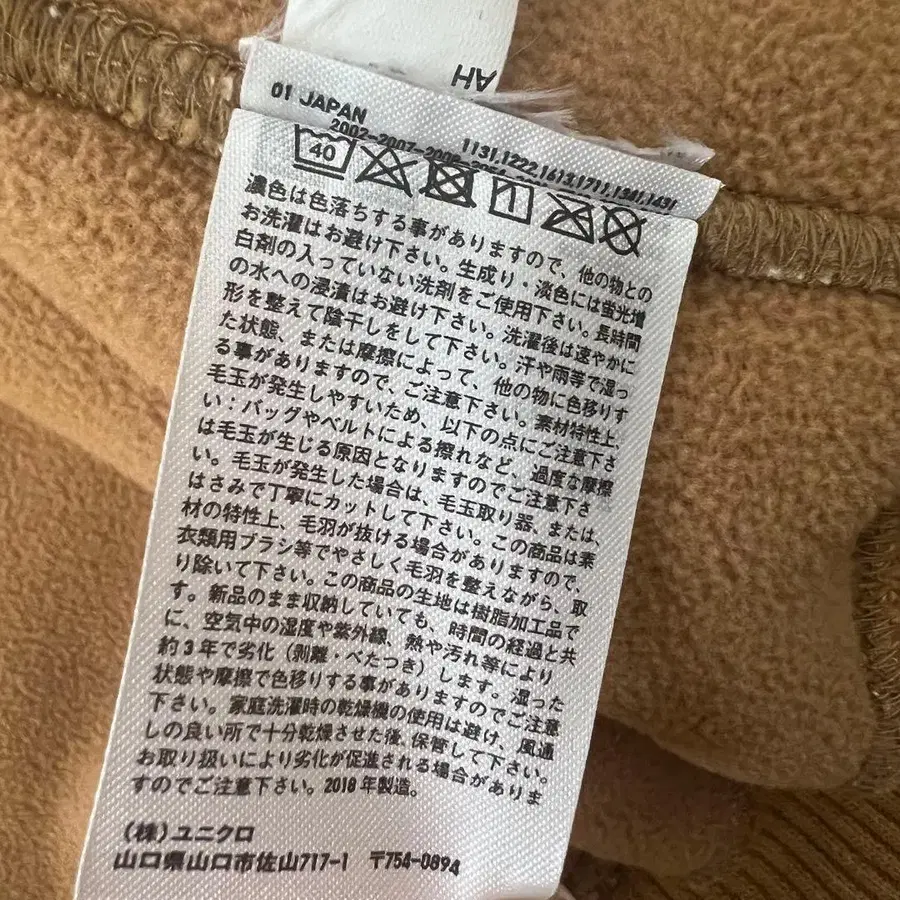 AH
01 JAPAN
1131,1222,1613,1711,1341,1431
40
濃色は色落ちする事がありますので、他の物との
お洗濯はお避け下さい。生成り・淡色には蛍光増
白剤の入っていない洗剤をご使用下さい。長時間
の水への浸漬はお避け下さい。洗濯後は速やかに
形を整えて陰干しをして下さい。汗や雨等で湿っ
た状態、または摩擦によって、他の物に色移りす
る事がありますので、ご注意下さい。素材特性上、
毛玉が発生しやすいため、以下の点にご注意下さ
い：バッグやベルトによる擦れなど、過度な摩擦
は毛玉が生じる原因となりますのでご注意下さ
い。毛玉が発生した場合は、毛玉取り器、または、
はさみで丁寧にカットして下さい。この商品は素
材の特性上、毛羽が抜ける場合がありますので、
衣類用ブラシ等でやさしく毛羽を整えながら、取
り除いて下さい。この商品の生地は樹脂加工品で
す。新品のまま収納していても、時間の経過と共
に、空気中の湿度や紫外線、熱や汚れ等により
約3年で劣化（剥離・べたつき）します。湿った
状態や摩擦で色移りする事がありますのでご注意
下さい。家庭洗濯時の乾燥機の使用は避け、風通
しの良い所で十分乾燥させた後、保管して下さい。
お取り扱いにより劣化が促進される場合がありま
すのでご注意下さい。2018年製造。
（株）ユニクロ
山口県山口市佐山717-1 〒754-0894